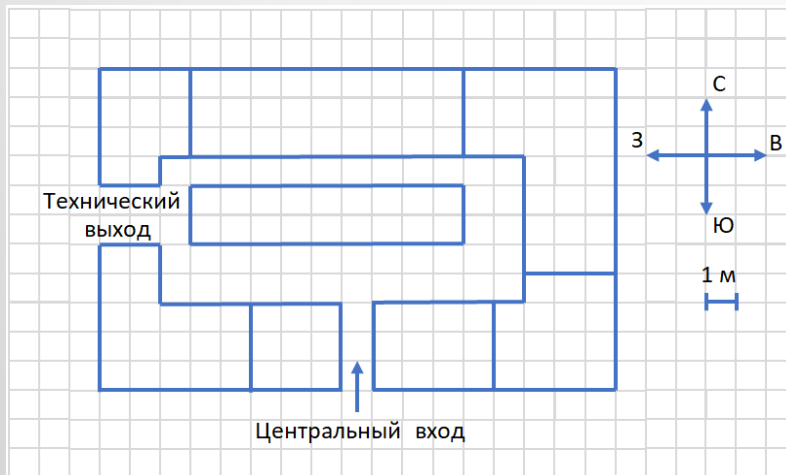 С
З
В
Технический
выход
Ю
1 м
Центральный вход